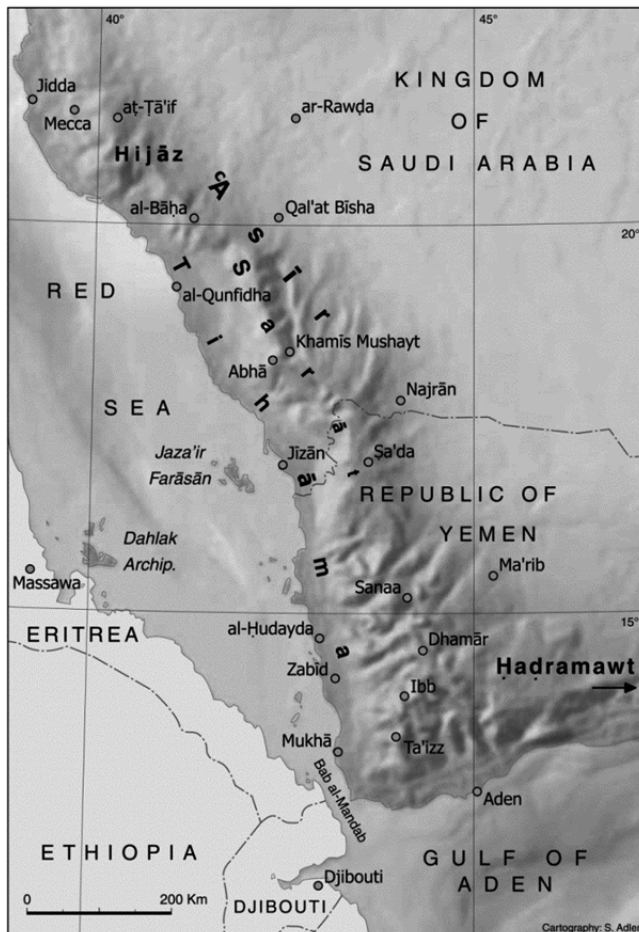 40°
45°
KINGDOM
OF
SAUDI ARABIA
Jidda
Mecca
aṭ-Ṭā'if
ar-Rawḍa
Hijāz
al-Bāḥa
Qal'at Bīsha
ʿAsīr
Sarāt
Tihāma
20°
RED
SEA
al-Qunfidha
Khamīs Mushayt
Abhā
Najrān
Jaza'ir
Farāsān
Jīzān
Ṣa'da
REPUBLIC OF
YEMEN
Dahlak
Archip.
Massawa
Ma'rib
Sanaa
15°
ERITREA
al-Ḥudayda
Dhamār
Zabīd
Ḥaḍramawt
Ibb
Mukhā
Ta'izz
Bab al-Mandab
Aden
ETHIOPIA
GULF OF
ADEN
Djibouti
DJIBOUTI
0 200 Km
Cartography: S. Adler